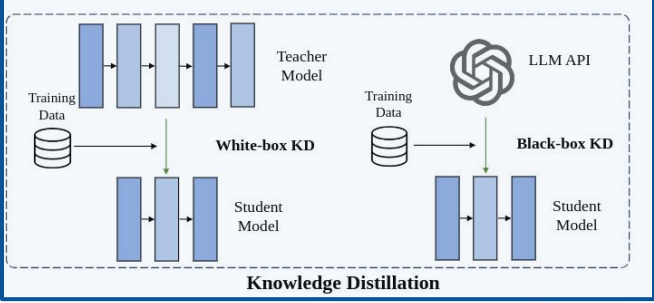 Teacher
Model
Training
Data
White-box KD
Student
Model
LLM API
Training
Data
Black-box KD
Student
Model
Knowledge Distillation